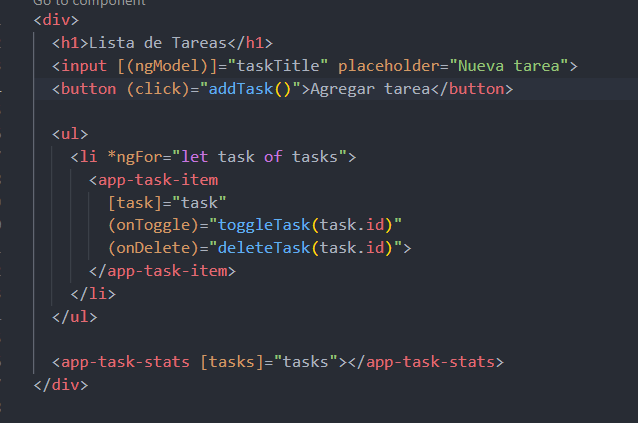 Go to component
<div>
<h1>Lista de Tareas</h1>
<input [(ngModel)]="taskTitle" placeholder="Nueva tarea">
<button (click)="addTask()">Agregar tarea</button>
<ul>
<li *ngFor="let task of tasks">
<app-task-item
[task]="task"
(onToggle)="toggleTask(task.id)"
(onDelete)="deleteTask(task.id)">
</app-task-item>
</li>
</ul>
<app-task-stats [tasks]="tasks"></app-task-stats>
</div>